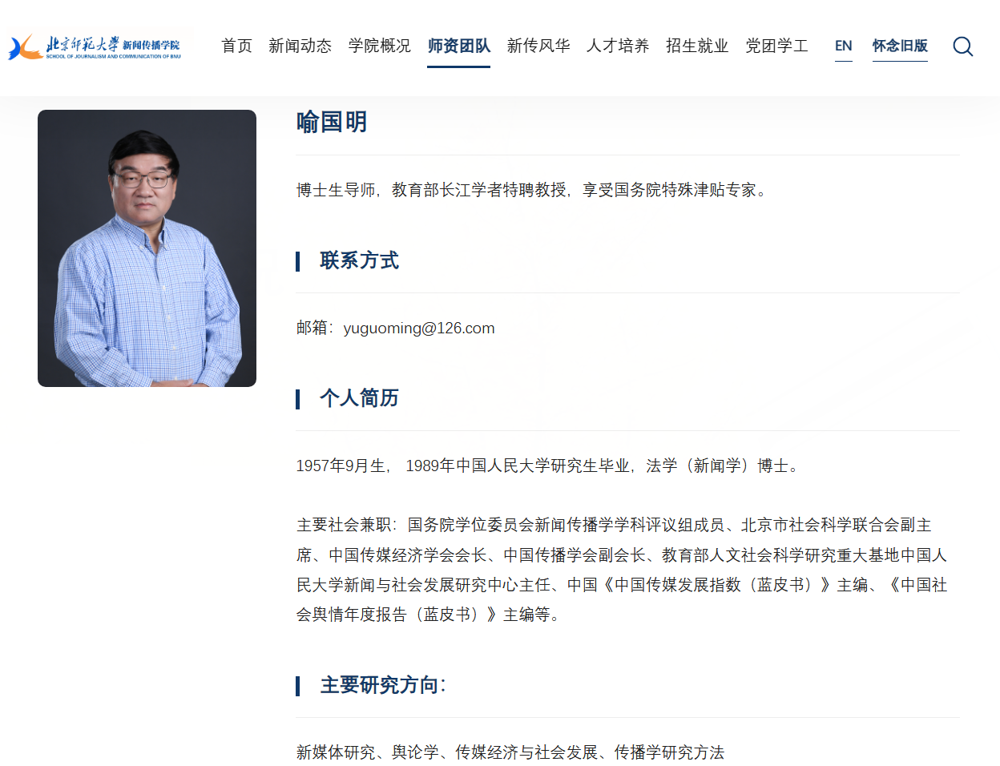 北京师范大学 新闻传播学院
SCHOOL OF JOURNALISM AND COMMUNICATION OF BNU
首页 新闻动态 学院概况 师资团队 新传风华 人才培养 招生就业 党团学工 EN 怀念旧版
喻国明
博士生导师，教育部长江学者特聘教授，享受国务院特殊津贴专家。
联系方式
邮箱：yuguoming@126.com
个人简历
1957年9月生， 1989年中国人民大学研究生毕业，法学（新闻学）博士。
主要社会兼职：国务院学位委员会新闻传播学学科评议组成员、北京市社会科学联合会副主
席、中国传媒经济学会会长、中国传播学会副会长、教育部人文社会科学研究重大基地中国人
民大学新闻与社会发展研究中心主任、中国《中国传媒发展指数（蓝皮书）》主编、《中国社
会舆情年度报告（蓝皮书）》主编等。
主要研究方向：
新媒体研究、舆论学、传媒经济与社会发展、传播学研究方法